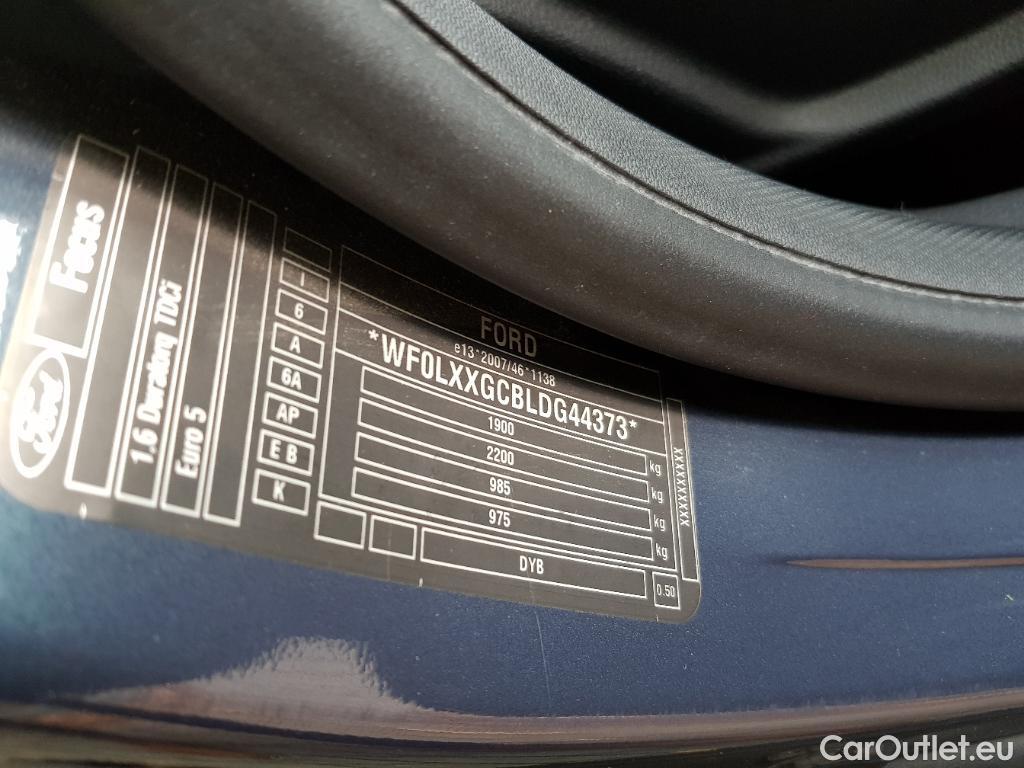 Ford
Focus
1.6 Duratorq TDCi
Euro 5
I
6
A
6A
AP
E B
K
FORD
e13*2007/46*1138
*WF0LXXGCBLDG44373*
1900 kg
2200 kg
985 kg
975 kg
DYB
0.50
XXXXXXXXXX
CarOutlet.eu